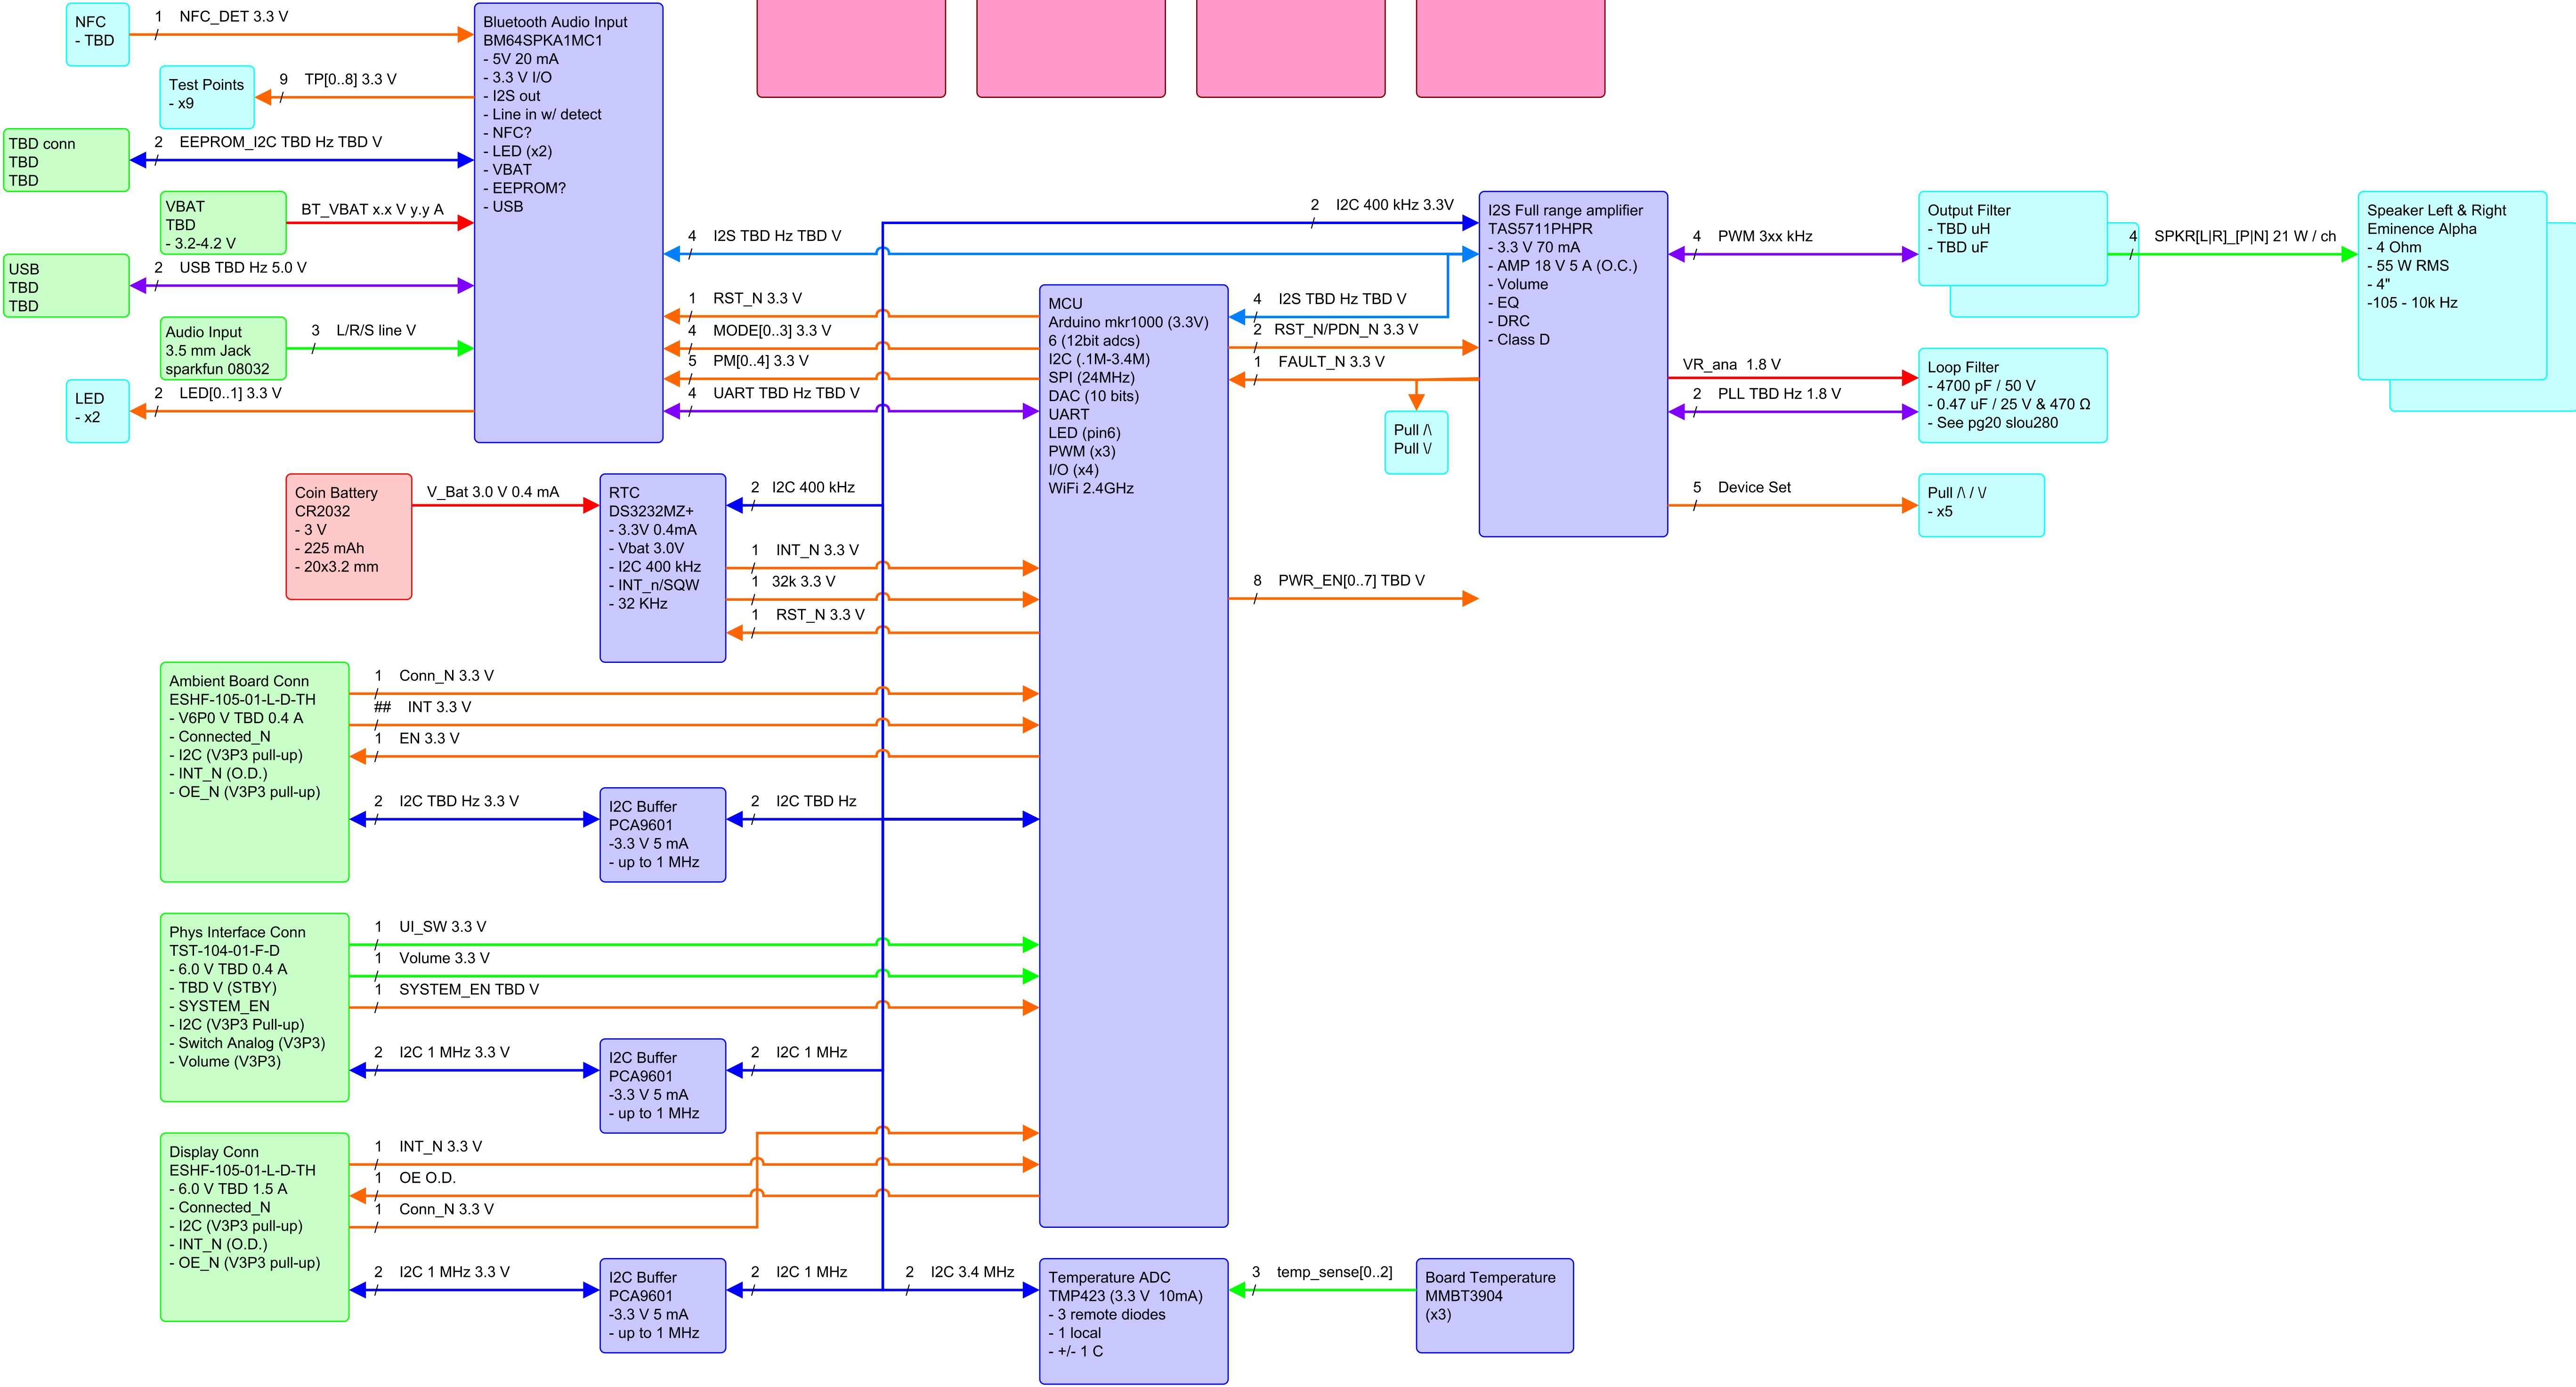 NFC
- TBD
1 NFC_DET 3.3 V
Test Points
- x9
9 TP[0..8] 3.3 V
TBD conn
TBD
TBD
2 EEPROM_I2C TBD Hz TBD V
VBAT
TBD
- 3.2-4.2 V
BT_VBAT x.x V y.y A
USB
TBD
TBD
2 USB TBD Hz 5.0 V
Audio Input
3.5 mm Jack
sparkfun 08032
3 L/R/S line V
LED
- x2
2 LED[0..1] 3.3 V
Bluetooth Audio Input
BM64SPKA1MC1
- 5V 20 mA
- 3.3 V I/O
- I2S out
- Line in w/ detect
- NFC?
- LED (x2)
- VBAT
- EEPROM?
- USB
4 I2S TBD Hz TBD V
1 RST_N 3.3 V
4 MODE[0..3] 3.3 V
5 PM[0..4] 3.3 V
4 UART TBD Hz TBD V
2 I2C 400 kHz 3.3V
MCU
Arduino mkr1000 (3.3V)
6 (12bit adcs)
I2C (.1M-3.4M)
SPI (24MHz)
DAC (10 bits)
UART
LED (pin6)
PWM (x3)
I/O (x4)
WiFi 2.4GHz
4 I2S TBD Hz TBD V
2 RST_N/PDN_N 3.3 V
1 FAULT_N 3.3 V
Pull /\
Pull \/
8 PWR_EN[0..7] TBD V
I2S Full range amplifier
TAS5711PHPR
- 3.3 V 70 mA
- AMP 18 V 5 A (O.C.)
- Volume
- EQ
- DRC
- Class D
4 PWM 3xx kHz
Output Filter
- TBD uH
- TBD uF
4 SPKR[L|R]_[P|N] 21 W / ch
Speaker Left & Right
Eminence Alpha
- 4 Ohm
- 55 W RMS
- 4"
-105 - 10k Hz
VR_ana 1.8 V
2 PLL TBD Hz 1.8 V
Loop Filter
- 4700 pF / 50 V
- 0.47 uF / 25 V & 470 Ω
- See pg20 slou280
5 Device Set
Pull /\ / \/
- x5
Coin Battery
CR2032
- 3 V
- 225 mAh
- 20x3.2 mm
V_Bat 3.0 V 0.4 mA
RTC
DS3232MZ+
- 3.3V 0.4mA
- Vbat 3.0V
- I2C 400 kHz
- INT_n/SQW
- 32 KHz
2 I2C 400 kHz
1 INT_N 3.3 V
1 32k 3.3 V
1 RST_N 3.3 V
Ambient Board Conn
ESHF-105-01-L-D-TH
- V6P0 V TBD 0.4 A
- Connected_N
- I2C (V3P3 pull-up)
- INT_N (O.D.)
- OE_N (V3P3 pull-up)
1 Conn_N 3.3 V
## INT 3.3 V
1 EN 3.3 V
2 I2C TBD Hz 3.3 V
I2C Buffer
PCA9601
-3.3 V 5 mA
- up to 1 MHz
2 I2C TBD Hz
Phys Interface Conn
TST-104-01-F-D
- 6.0 V TBD 0.4 A
- TBD V (STBY)
- SYSTEM_EN
- I2C (V3P3 Pull-up)
- Switch Analog (V3P3)
- Volume (V3P3)
1 UI_SW 3.3 V
1 Volume 3.3 V
1 SYSTEM_EN TBD V
2 I2C 1 MHz 3.3 V
I2C Buffer
PCA9601
-3.3 V 5 mA
- up to 1 MHz
2 I2C 1 MHz
Display Conn
ESHF-105-01-L-D-TH
- 6.0 V TBD 1.5 A
- Connected_N
- I2C (V3P3 pull-up)
- INT_N (O.D.)
- OE_N (V3P3 pull-up)
1 INT_N 3.3 V
1 OE O.D.
1 Conn_N 3.3 V
2 I2C 1 MHz 3.3 V
I2C Buffer
PCA9601
-3.3 V 5 mA
- up to 1 MHz
2 I2C 1 MHz
2 I2C 3.4 MHz
Temperature ADC
TMP423 (3.3 V 10mA)
- 3 remote diodes
- 1 local
- +/- 1 C
3 temp_sense[0..2]
Board Temperature
MMBT3904
(x3)